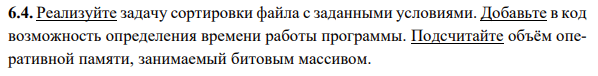 6.4. Реализуйте задачу сортировки файла с заданными условиями. Добавьте в код
возможность определения времени работы программы. Подсчитайте объём опе-
ративной памяти, занимаемый битовым массивом.